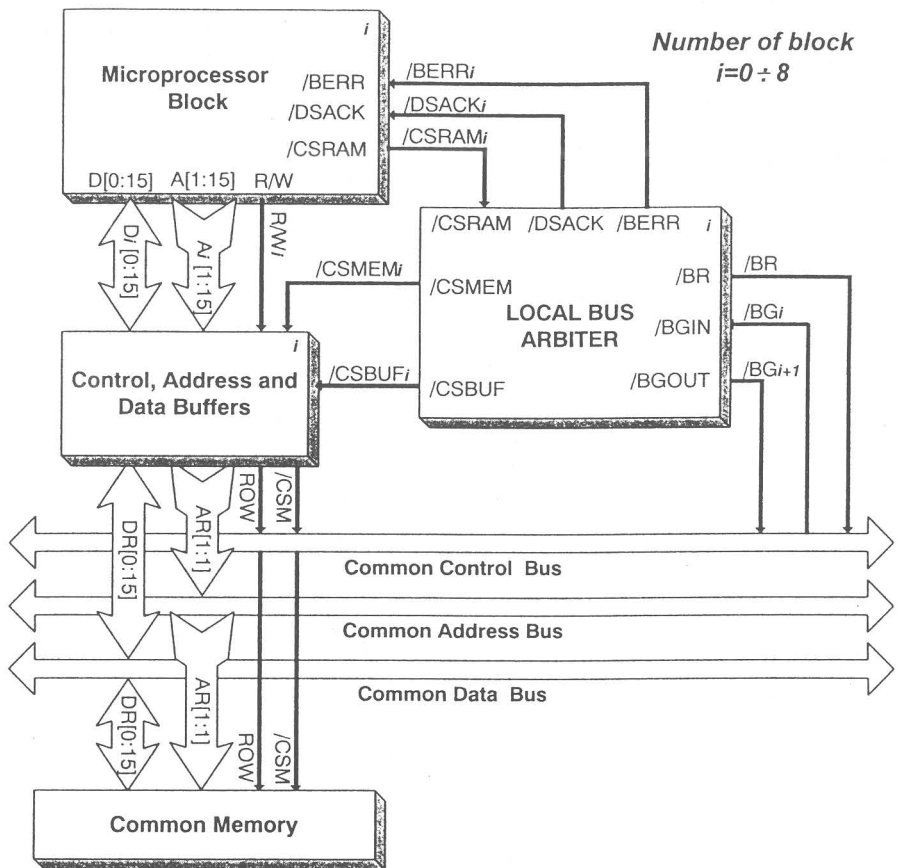 i
Number of block
i=0 ÷ 8
Microprocessor
Block
/BERR
/DSACK
/CSRAM
D[0:15] A[1:15] R/W
/BERRi
/DSACKi
/CSRAMi
Di [0:15]
Ai [1:15]
R/Wi
/CSRAM /DSACK /BERR i
/CSMEMi
/CSMEM
/BR
/BR
LOCAL BUS
ARBITER
/BGIN
/BGi
/CSBUFi
/CSBUF
/BGOUT
/BGi+1
i
Control, Address and
Data Buffers
DR[0:15]
AR[1:1]
ROW
/CSM
Common Control Bus
Common Address Bus
Common Data Bus
DR[0:15]
AR[1:1]
ROW
/CSM
Common Memory